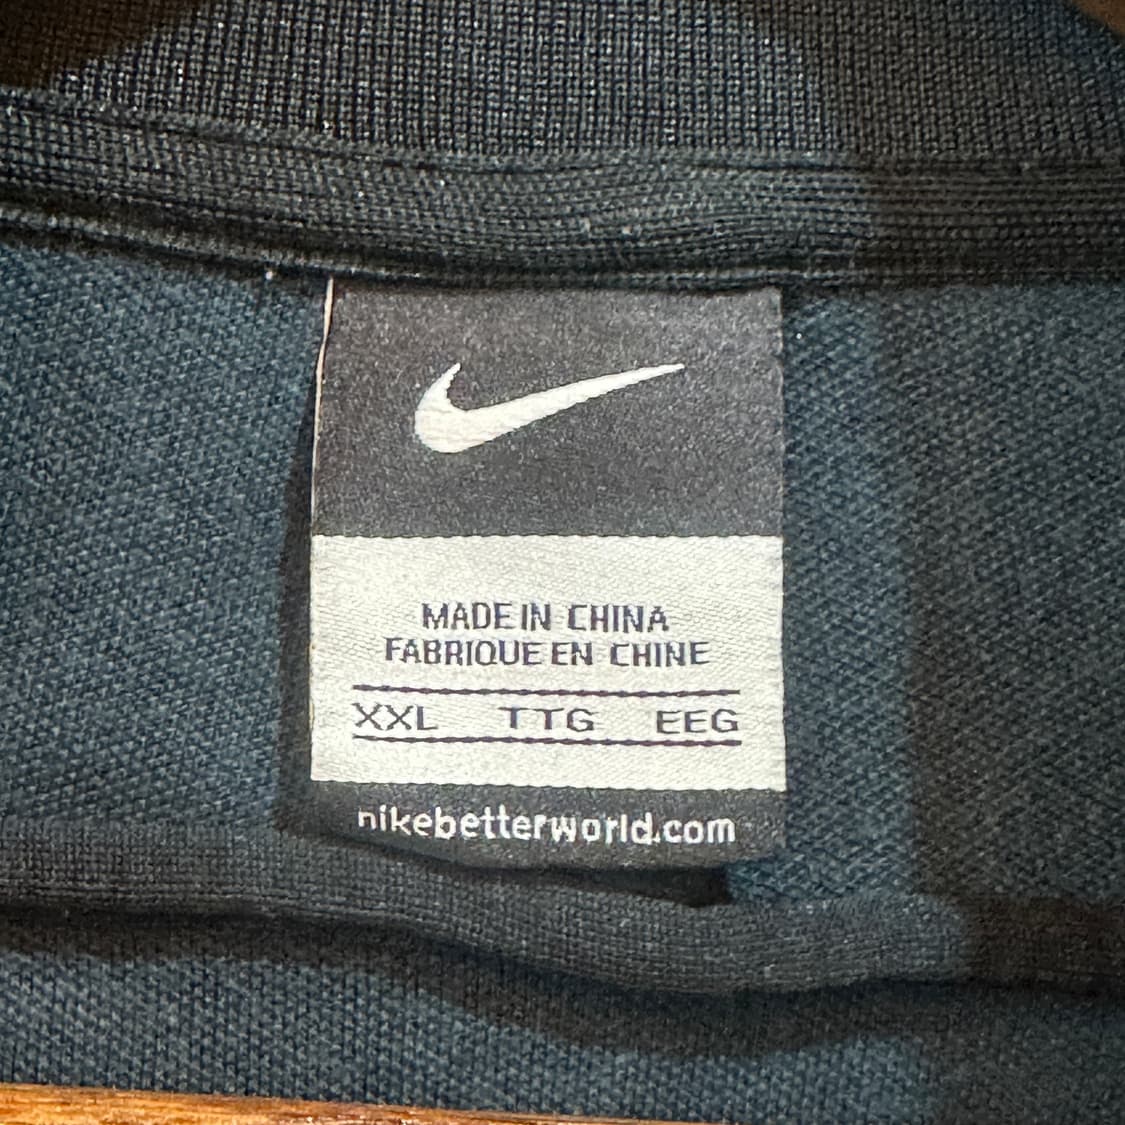 MADE IN CHINA
FABRIQUE EN CHINE
XXL TTG EEG
nikebetterworld.com